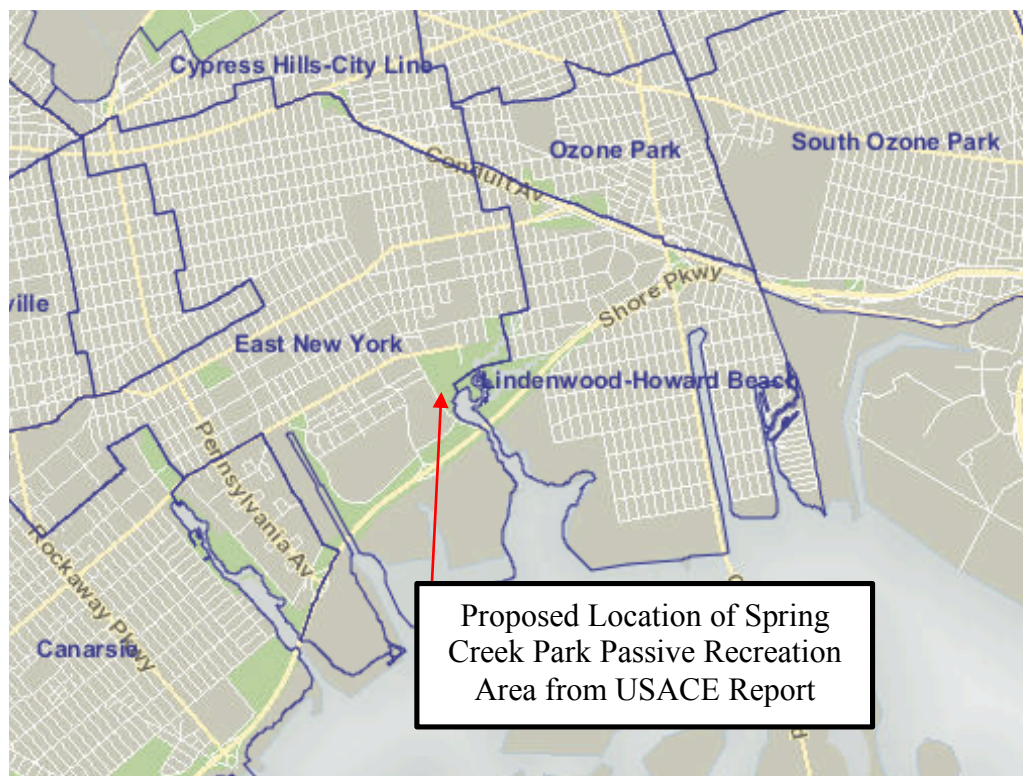 Cypress Hills-City Line
Ozone Park
South Ozone Park
Conduit Av
Shore Pkwy
ville
East New York
Lindenwood-Howard Beach
Pennsylvania Av
Rockaway Pkwy
Canarsie
Proposed Location of Spring
Creek Park Passive Recreation
Area from USACE Report